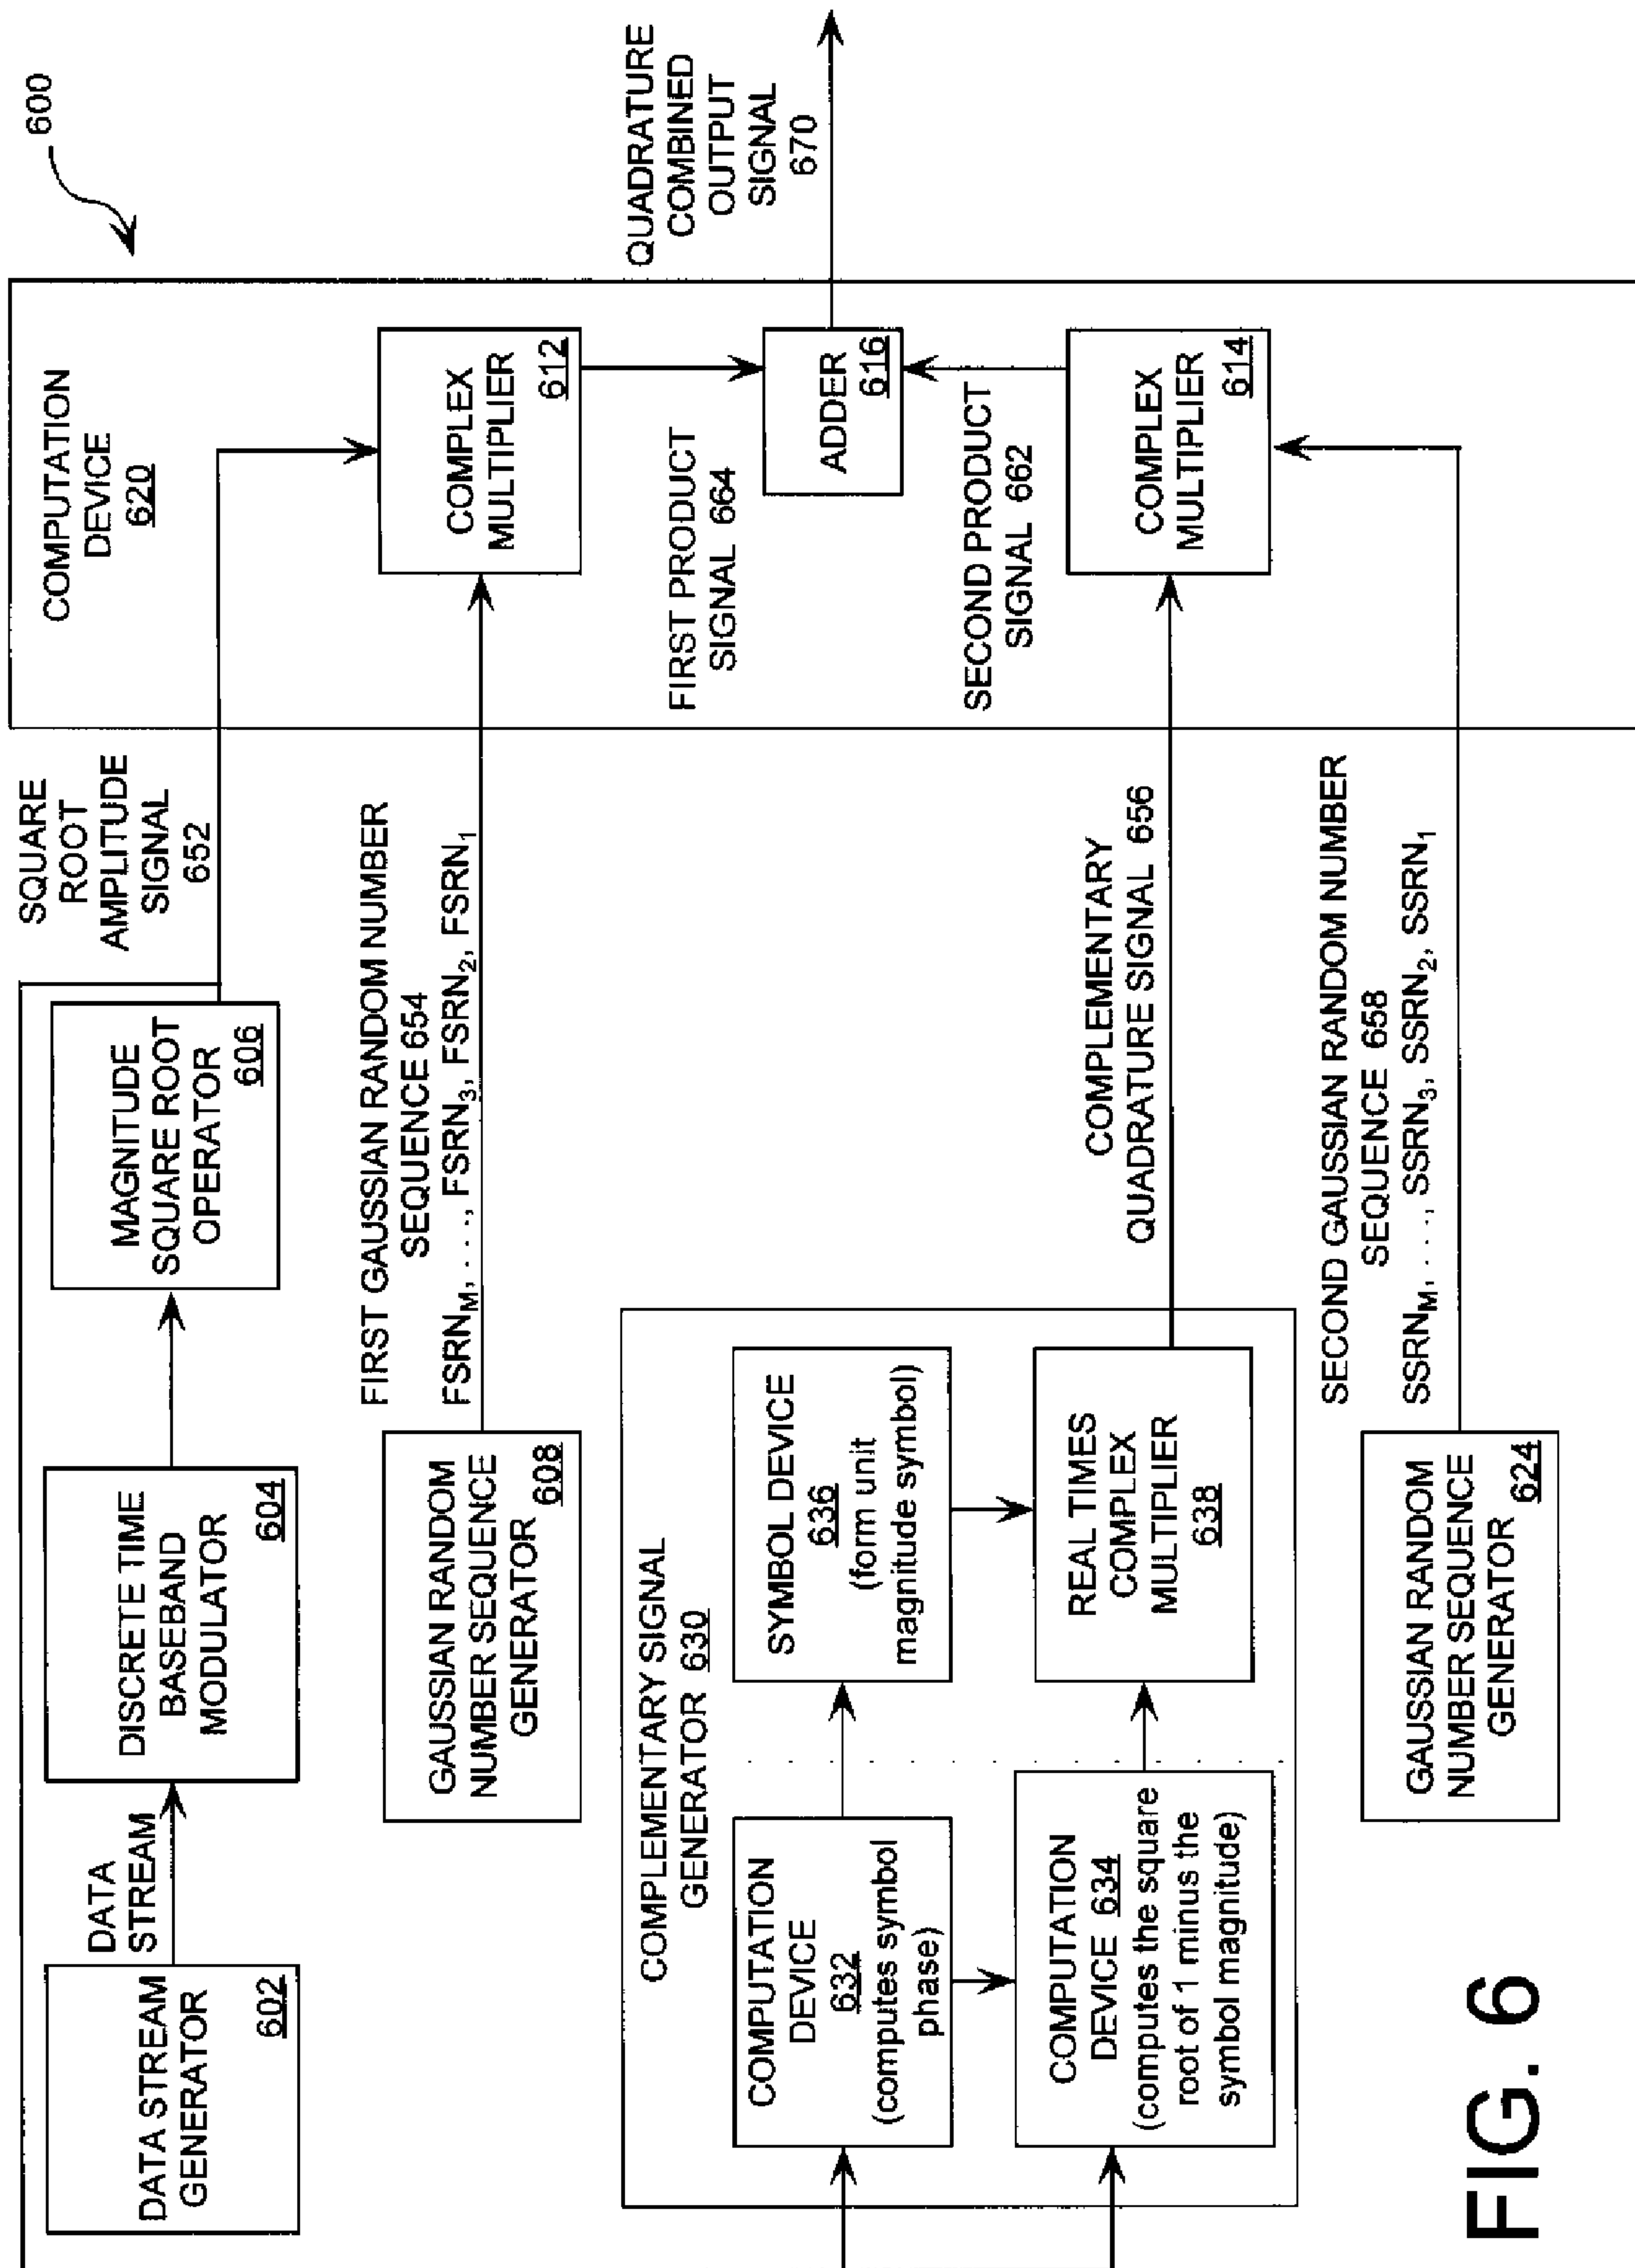 600
COMPUTATION
DEVICE
620
SQUARE
ROOT
AMPLITUDE
SIGNAL
652
DATA STREAM
GENERATOR
602
DATA
STREAM
DISCRETE TIME
BASEBAND
MODULATOR
604
MAGNITUDE
SQUARE ROOT
OPERATOR
606
COMPLEX
MULTIPLIER
612
FIRST GAUSSIAN RANDOM NUMBER
SEQUENCE 654
FSRN_M, . . ., FSRN_3, FSRN_2, FSRN_1
GAUSSIAN RANDOM
NUMBER SEQUENCE
GENERATOR
608
FIRST PRODUCT
SIGNAL 664
ADDER
616
QUADRATURE
COMBINED
OUTPUT
SIGNAL
670
SECOND PRODUCT
SIGNAL 662
COMPLEX
MULTIPLIER
614
COMPLEMENTARY SIGNAL
GENERATOR 630
COMPUTATION
DEVICE
632
(computes symbol
phase)
SYMBOL DEVICE
636
(form unit
magnitude symbol)
COMPUTATION
DEVICE 634
(computes the square
root of 1 minus the
symbol magnitude)
REAL TIMES
COMPLEX
MULTIPLIER
638
COMPLEMENTARY
QUADRATURE SIGNAL 656
SECOND GAUSSIAN RANDOM NUMBER
SEQUENCE 658
SSRN_M, . . ., SSRN_3, SSRN_2, SSRN_1
GAUSSIAN RANDOM
NUMBER SEQUENCE
GENERATOR
624
FIG. 6